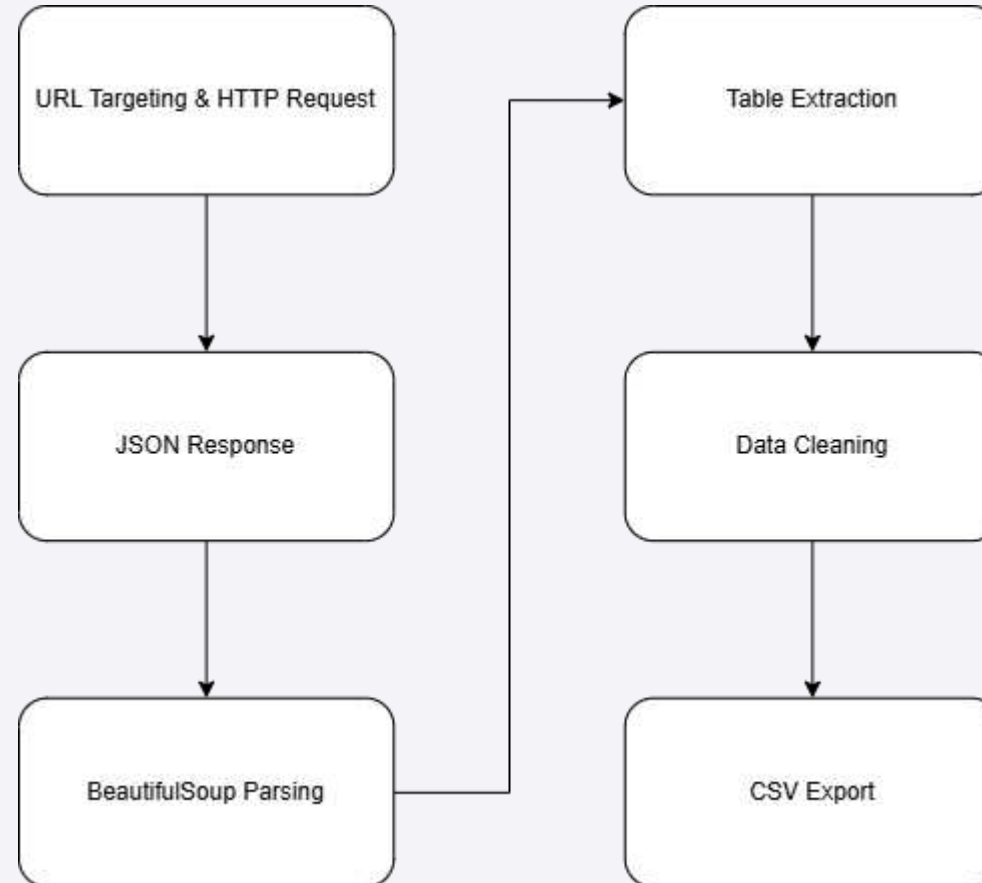 URL Targeting & HTTP Request
JSON Response
BeautifulSoup Parsing
Table Extraction
Data Cleaning
CSV Export